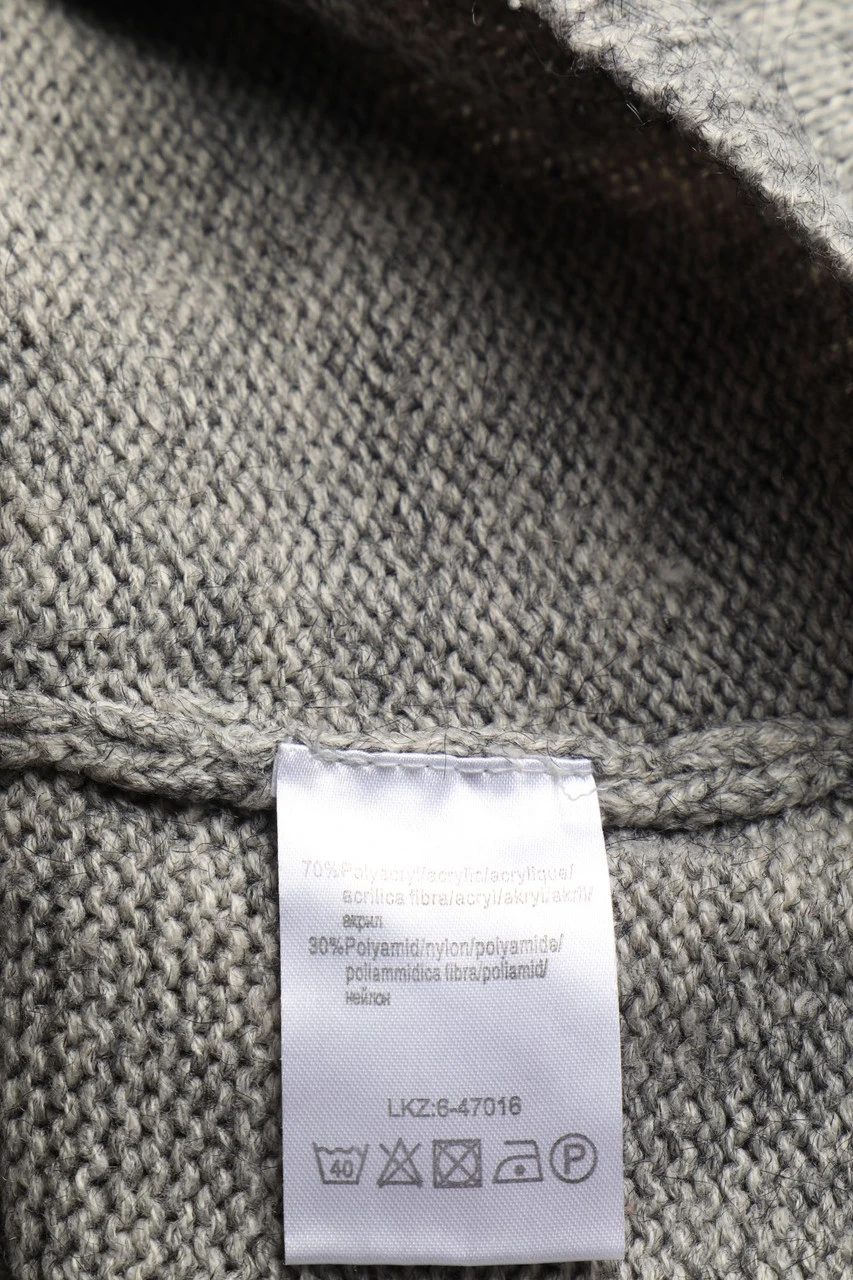 70%Polyacryl/acrylic/acrylique/
acrilica fibra/acryl/akryl/akril/
акрил
30%Polyamid/nylon/polyamide/
poliammidica fibra/poliamid/
нейлон
LKZ:6-47016
40 P